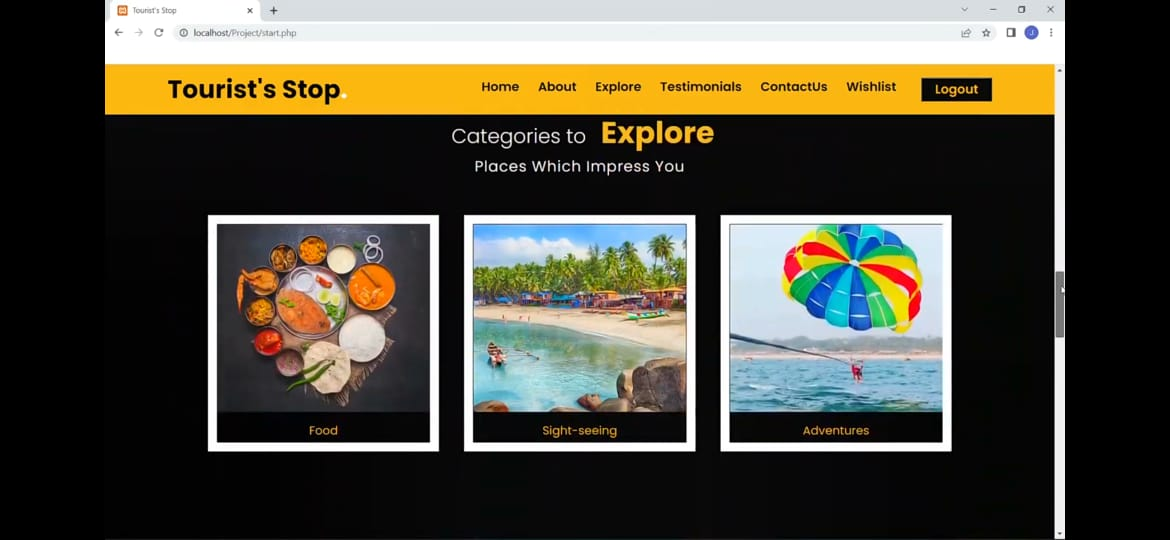 Tourist's Stop
localhost/Project/start.php
J
Tourist's Stop.
Home About Explore Testimonials ContactUs Wishlist Logout
Categories to Explore
Places Which Impress You
Food Sight-seeing Adventures